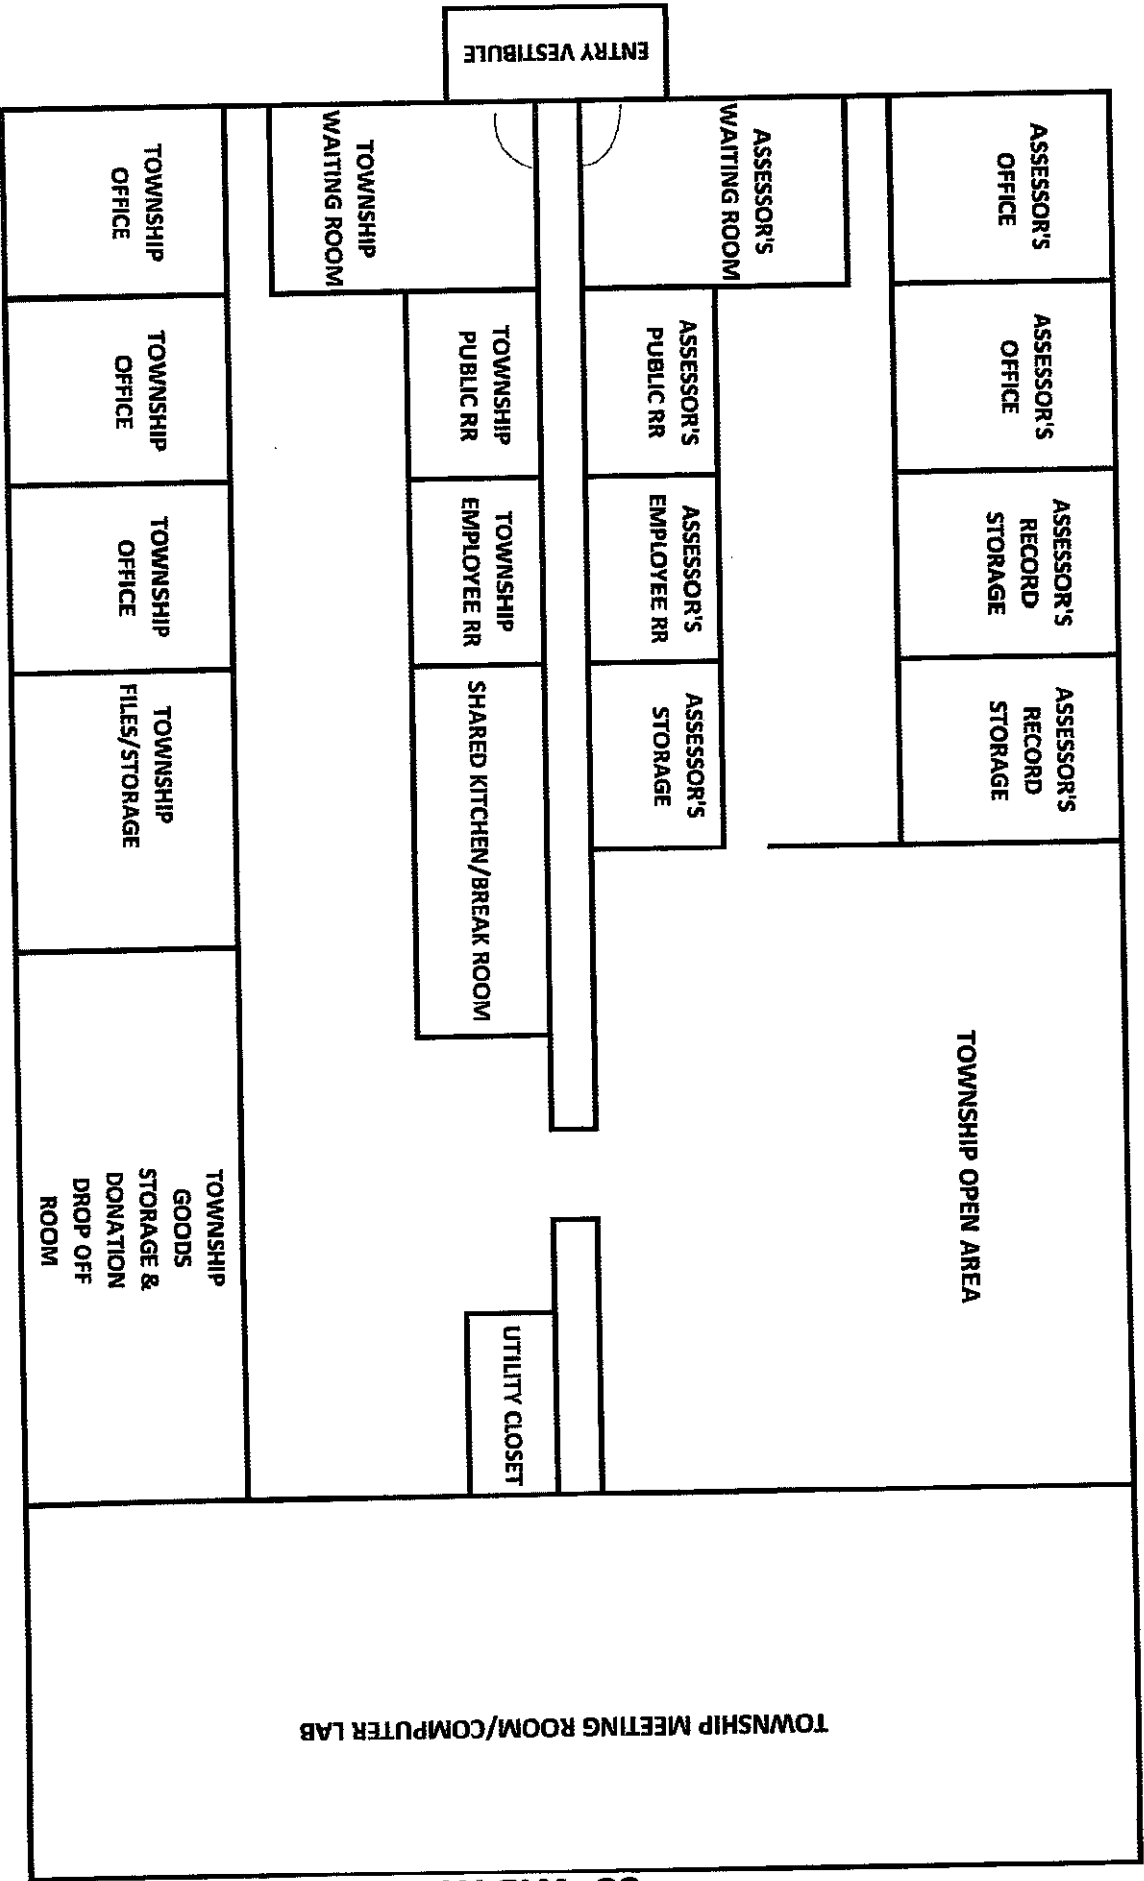 ENTRY VESTIBULE
ASSESSOR'S
OFFICE
ASSESSOR'S
WAITING ROOM
TOWNSHIP
WAITING ROOM
TOWNSHIP
OFFICE
ASSESSOR'S
OFFICE
ASSESSOR'S
PUBLIC RR
TOWNSHIP
PUBLIC RR
TOWNSHIP
OFFICE
ASSESSOR'S
RECORD
STORAGE
ASSESSOR'S
EMPLOYEE RR
TOWNSHIP
EMPLOYEE RR
TOWNSHIP
OFFICE
ASSESSOR'S
RECORD
STORAGE
ASSESSOR'S
STORAGE
SHARED KITCHEN/BREAK ROOM
TOWNSHIP
FILES/STORAGE
TOWNSHIP OPEN AREA
TOWNSHIP
GOODS
STORAGE &
DONATION
DROP OFF
ROOM
UTILITY CLOSET
TOWNSHIP MEETING ROOM/COMPUTER LAB